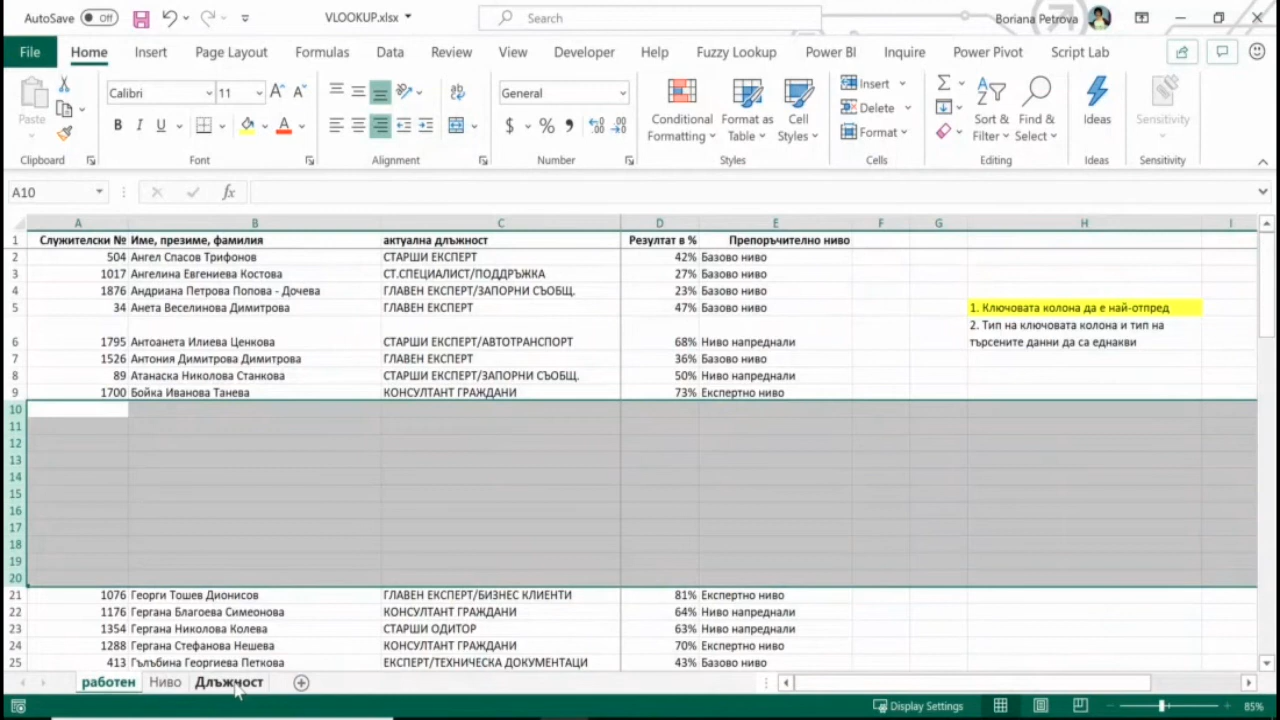 AutoSave Off VLOOKUP.xlsx Search Boriana Petrova
File Home Insert Page Layout Formulas Data Review View Developer Help Fuzzy Lookup Power BI Inquire Power Pivot Script Lab
Paste Calibri 11 General Conditional Formatting Format as Table Cell Styles Insert Delete Format Sort & Filter Find & Select Ideas Sensitivity
Clipboard Font Alignment Number Styles Cells Editing Ideas Sensitivity
A10 fx
A B C D E F G H I
1 Служителски № Име, презиме, фамилия актуална длъжност Резултат в % Препоръчително ниво
2 504 Ангел Спасов Трифонов СТАРШИ ЕКСПЕРТ 42% Базово ниво
3 1017 Ангелина Евгениева Костова СТ.СПЕЦИАЛИСТ/ПОДДРЪЖКА 27% Базово ниво
4 1876 Андриана Петрова Попова - Дочева ГЛАВЕН ЕКСПЕРТ/ЗАПОРНИ СЪОБЩ. 23% Базово ниво
5 34 Анета Веселинова Димитрова ГЛАВЕН ЕКСПЕРТ 47% Базово ниво 1. Ключовата колона да е най-отпред
2. Тип на ключовата колона и тип на
6 1795 Антоанета Илиева Ценкова СТАРШИ ЕКСПЕРТ/АВТОТРАНСПОРТ 68% Ниво напреднали търсените данни да са еднакви
7 1526 Антония Димитрова Димитрова ГЛАВЕН ЕКСПЕРТ 36% Базово ниво
8 89 Атанаска Николова Станкова СТАРШИ ЕКСПЕРТ/ЗАПОРНИ СЪОБЩ. 50% Ниво напреднали
9 1700 Бойка Иванова Танева КОНСУЛТАНТ ГРАЖДАНИ 73% Експертно ниво
10
11
12
13
14
15
16
17
18
19
20
21 1076 Георги Тошев Дионисов ГЛАВЕН ЕКСПЕРТ/БИЗНЕС КЛИЕНТИ 81% Експертно ниво
22 1176 Гергана Благоева Симеонова КОНСУЛТАНТ ГРАЖДАНИ 64% Ниво напреднали
23 1354 Гергана Николова Колева СТАРШИ ОДИТОР 63% Ниво напреднали
24 1288 Гергана Стефанова Нешева КОНСУЛТАНТ ГРАЖДАНИ 70% Експертно ниво
25 413 Гълъбина Георгиева Петкова ЕКСПЕРТ/ТЕХНИЧЕСКА ДОКУМЕНТАЦИ 43% Базово ниво
работен Ниво Длъжност
Display Settings 85%